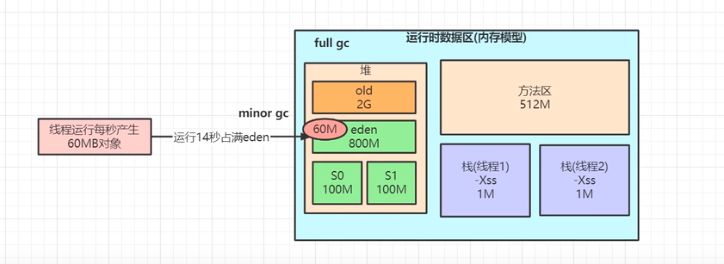 运行时数据区(内存模型)
full gc
堆
old
2G
方法区
512M
minor gc
线程运行每秒产生
60MB对象
运行14秒占满eden
60M
eden
800M
S0
100M
S1
100M
栈(线程1)
-Xss
1M
栈(线程2)
-Xss
1M